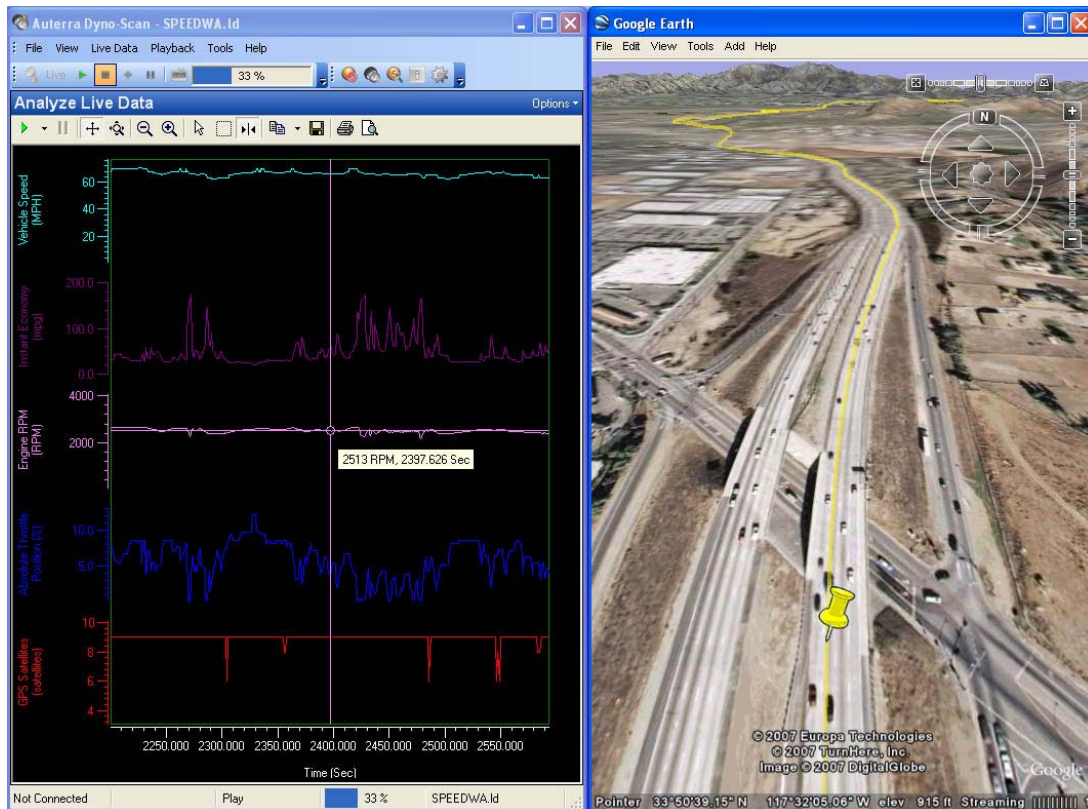 Auterra Dyno-Scan - SPEEDWA.ld
File View Live Data Playback Tools Help
Live 33 %
Analyze Live Data
Options
Vehicle Speed
(MPH)
60
40
20
Instant Economy
(mpg)
200.0
100.0
0.0
Engine RPM
(RPM)
4000
2000
2513 RPM, 2397.626 Sec
Absolute Throttle
Position (%)
10.0
5.0
GPS Satellites
(satellites)
10
8
6
4
2250.000 2300.000 2350.000 2400.000 2450.000 2500.000 2550.000
Time (Sec)
Not Connected Play 33 % SPEEDWA.ld
Google Earth
File Edit View Tools Add Help
N
© 2007 Europa Technologies
© 2007 TurnHere, Inc.
Image © 2007 DigitalGlobe
Google
Pointer 33°50'39.15" N 117°32'05.06" W elev 915 ft Streaming